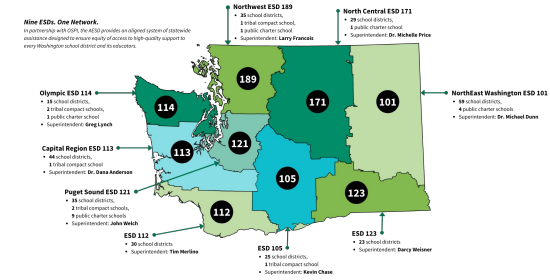 Nine ESDs. One Network.
In partnership with OSPI, the AESD provides an aligned system of statewide
assistance designed to ensure equity of access to high-quality support to
every Washington school district and its educators.
Northwest ESD 189
• 35 school districts,
1 tribal compact school,
1 public charter school
• Superintendent: Larry Francois
North Central ESD 171
• 29 school districts,
1 public charter school
• Superintendent: Dr. Michelle Price
Olympic ESD 114
• 15 school districts,
2 tribal compact schools,
1 public charter school
• Superintendent: Greg Lynch
NorthEast Washington ESD 101
• 59 school districts,
4 public charter schools
• Superintendent: Dr. Michael Dunn
Capital Region ESD 113
• 44 school districts,
1 tribal compact school
• Superintendent: Dr. Dana Anderson
Puget Sound ESD 121
• 35 school districts,
2 tribal compact schools,
9 public charter schools
• Superintendent: John Welch
189
114
171
101
121
113
105
123
112
ESD 112
• 30 school districts
• Superintendent: Tim Merlino
ESD 105
• 25 school districts,
1 tribal compact school
• Superintendent: Kevin Chase
ESD 123
• 23 school districts
• Superintendent: Darcy Weisner